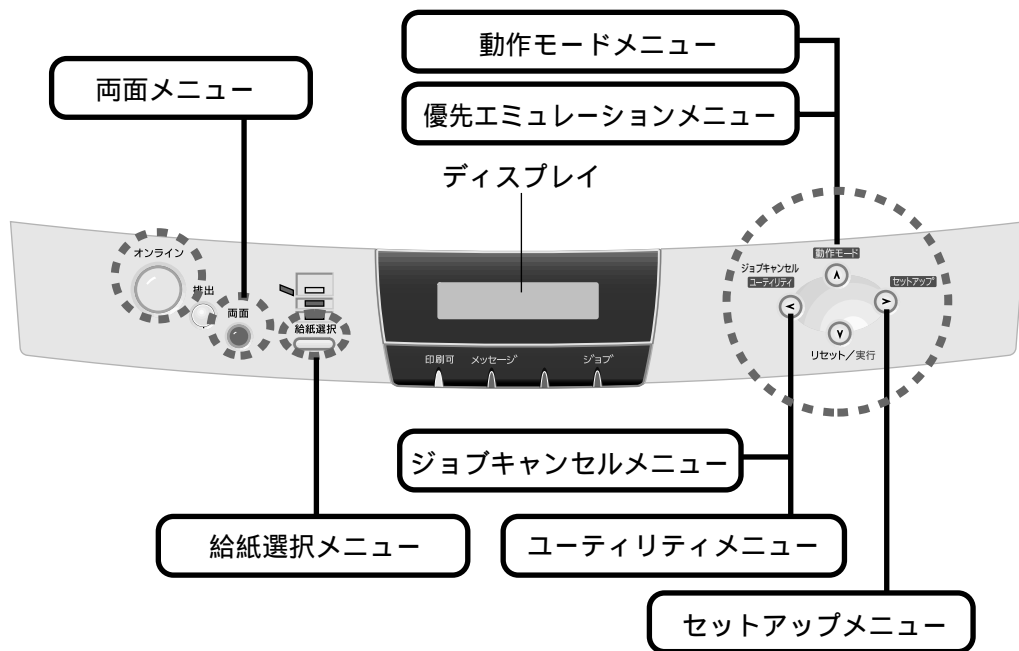 動作モードメニュー
両面メニュー
優先エミュレーションメニュー
ディスプレイ
オンライン
排出
両面
給紙選択
印刷可
メッセージ
ジョブ
動作モード
ジョブキャンセル
ユーティリティ
セットアップ
リセット／実行
ジョブキャンセルメニュー
給紙選択メニュー
ユーティリティメニュー
セットアップメニュー